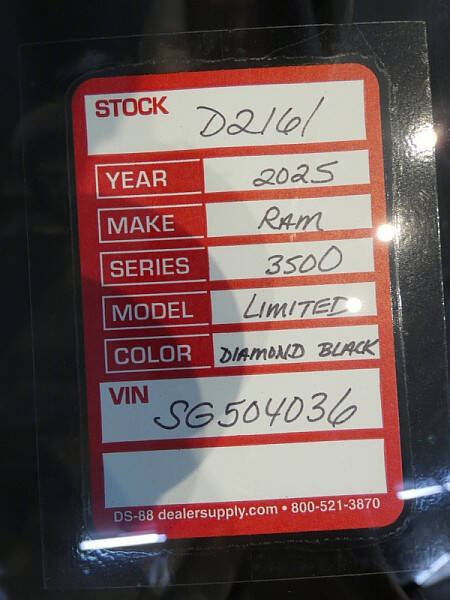 STOCK D2161
YEAR 2025
MAKE RAM
SERIES 3500
MODEL LIMITED
COLOR DIAMOND BLACK
VIN SG504036
DS-88 dealersupply.com • 800-521-3870